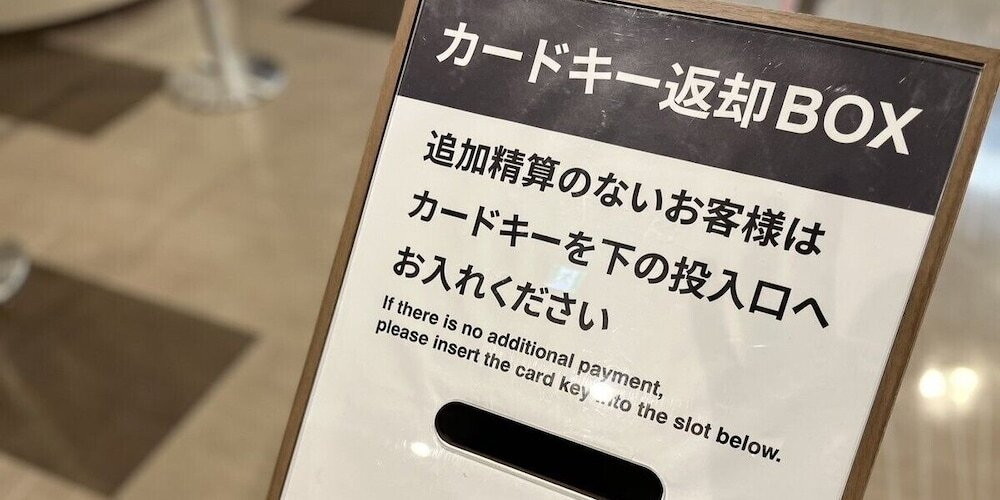 カードキー返却BOX
追加精算のないお客様は
カードキーを下の投入口へ
お入れください
If there is no additional payment,
please insert the card key into the slot below.